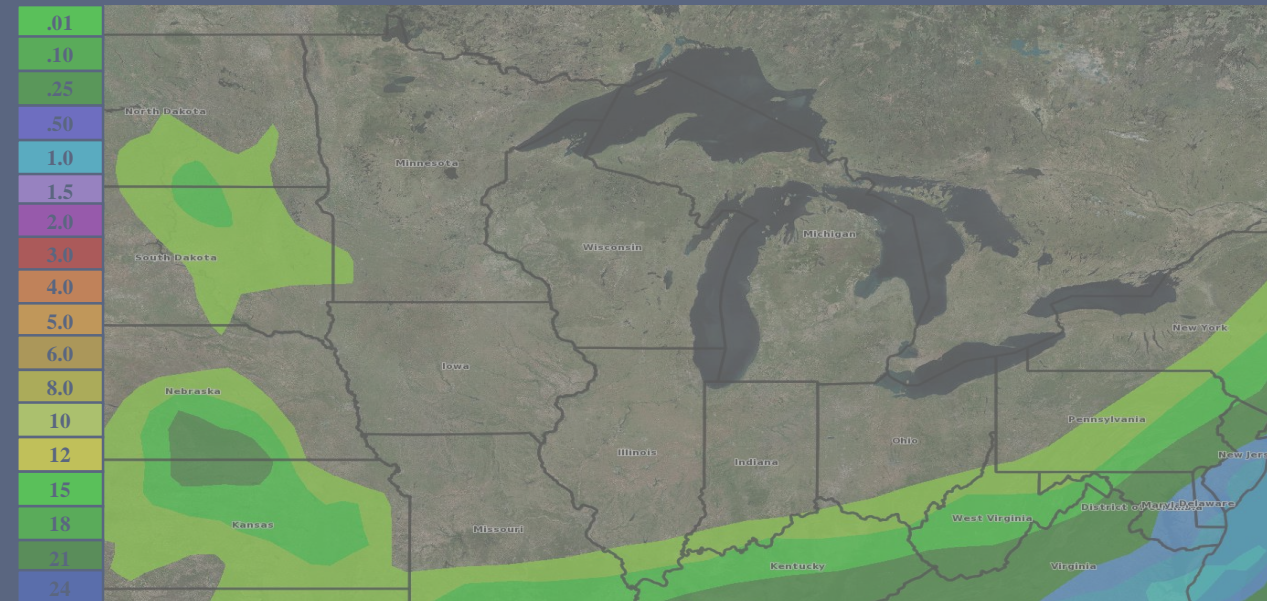 .01
.10
.25
.50
1.0
1.5
2.0
3.0
4.0
5.0
6.0
8.0
10
12
15
18
21
24
North Dakota
Minnesota
South Dakota
Wisconsin
Michigan
New York
Nebraska
Iowa
Pennsylvania
Illinois
Indiana
Ohio
New Jer
Kansas
Missouri
West Virginia
District o
Delaware
Kentucky
Virginia